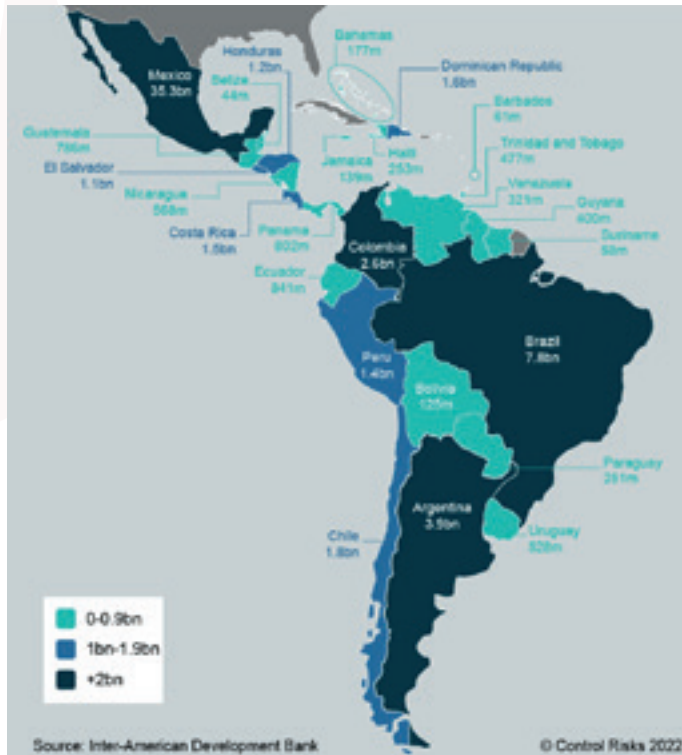 Honduras
1.2bn
Bahamas
177m
Dominican Republic
1.6bn
Mexico
35.3bn
Belize
44m
Barbados
61m
Guatemala
786m
Trinidad and Tobago
477m
El Salvador
1.1bn
Jamaica
139m
Haiti
253m
Venezuela
321m
Nicaragua
568m
Guyana
400m
Costa Rica
1.5bn
Panama
802m
Colombia
2.6bn
Suriname
Ecuador
841m
Brazil
7.8bn
Peru
1.4bn
Bolivia
125m
Paraguay
Argentina
3.9bn
Chile
1.8bn
Uruguay
0-0.9bn
1bn-1.9bn
+2bn
Source: Inter-American Development Bank
© Control Risks 2022